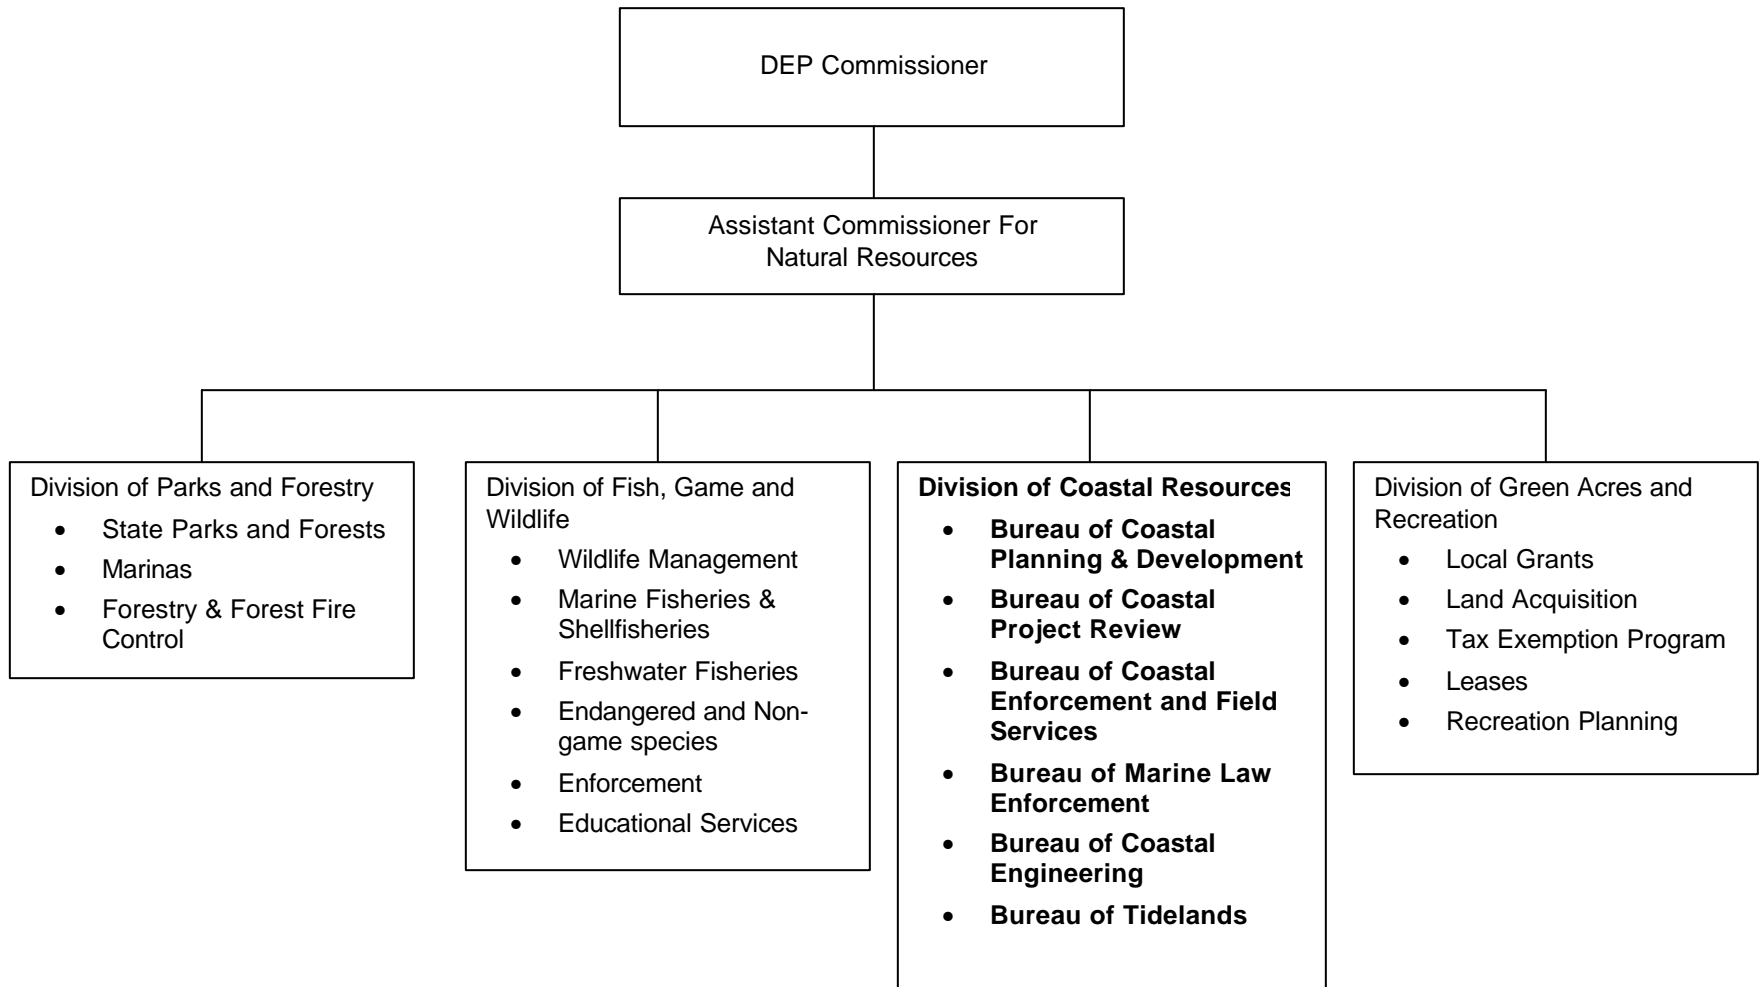 DEP Commissioner
Assistant Commissioner For
Natural Resources
Division of Parks and Forestry
• State Parks and Forests
• Marinas
• Forestry & Forest Fire
Control
Division of Fish, Game and
Wildlife
• Wildlife Management
• Marine Fisheries &
Shellfisheries
• Freshwater Fisheries
• Endangered and Non-
game species
• Enforcement
• Educational Services
Division of Coastal Resources
• Bureau of Coastal
Planning & Development
• Bureau of Coastal
Project Review
• Bureau of Coastal
Enforcement and Field
Services
• Bureau of Marine Law
Enforcement
• Bureau of Coastal
Engineering
• Bureau of Tidelands
Division of Green Acres and
Recreation
• Local Grants
• Land Acquisition
• Tax Exemption Program
• Leases
• Recreation Planning